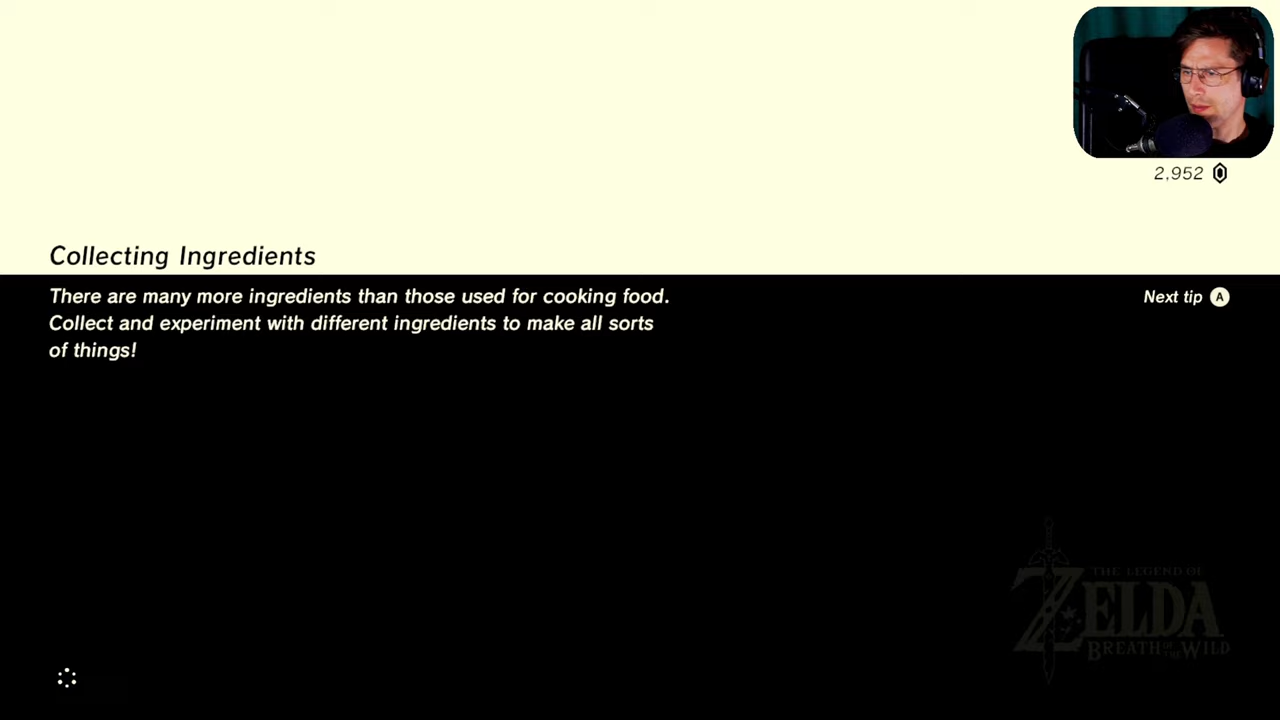 2,952
Collecting Ingredients
There are many more ingredients than those used for cooking food.
Collect and experiment with different ingredients to make all sorts
of things!
Next tip A
THE LEGEND OF
ZELDA
BREATH OF THE WILD